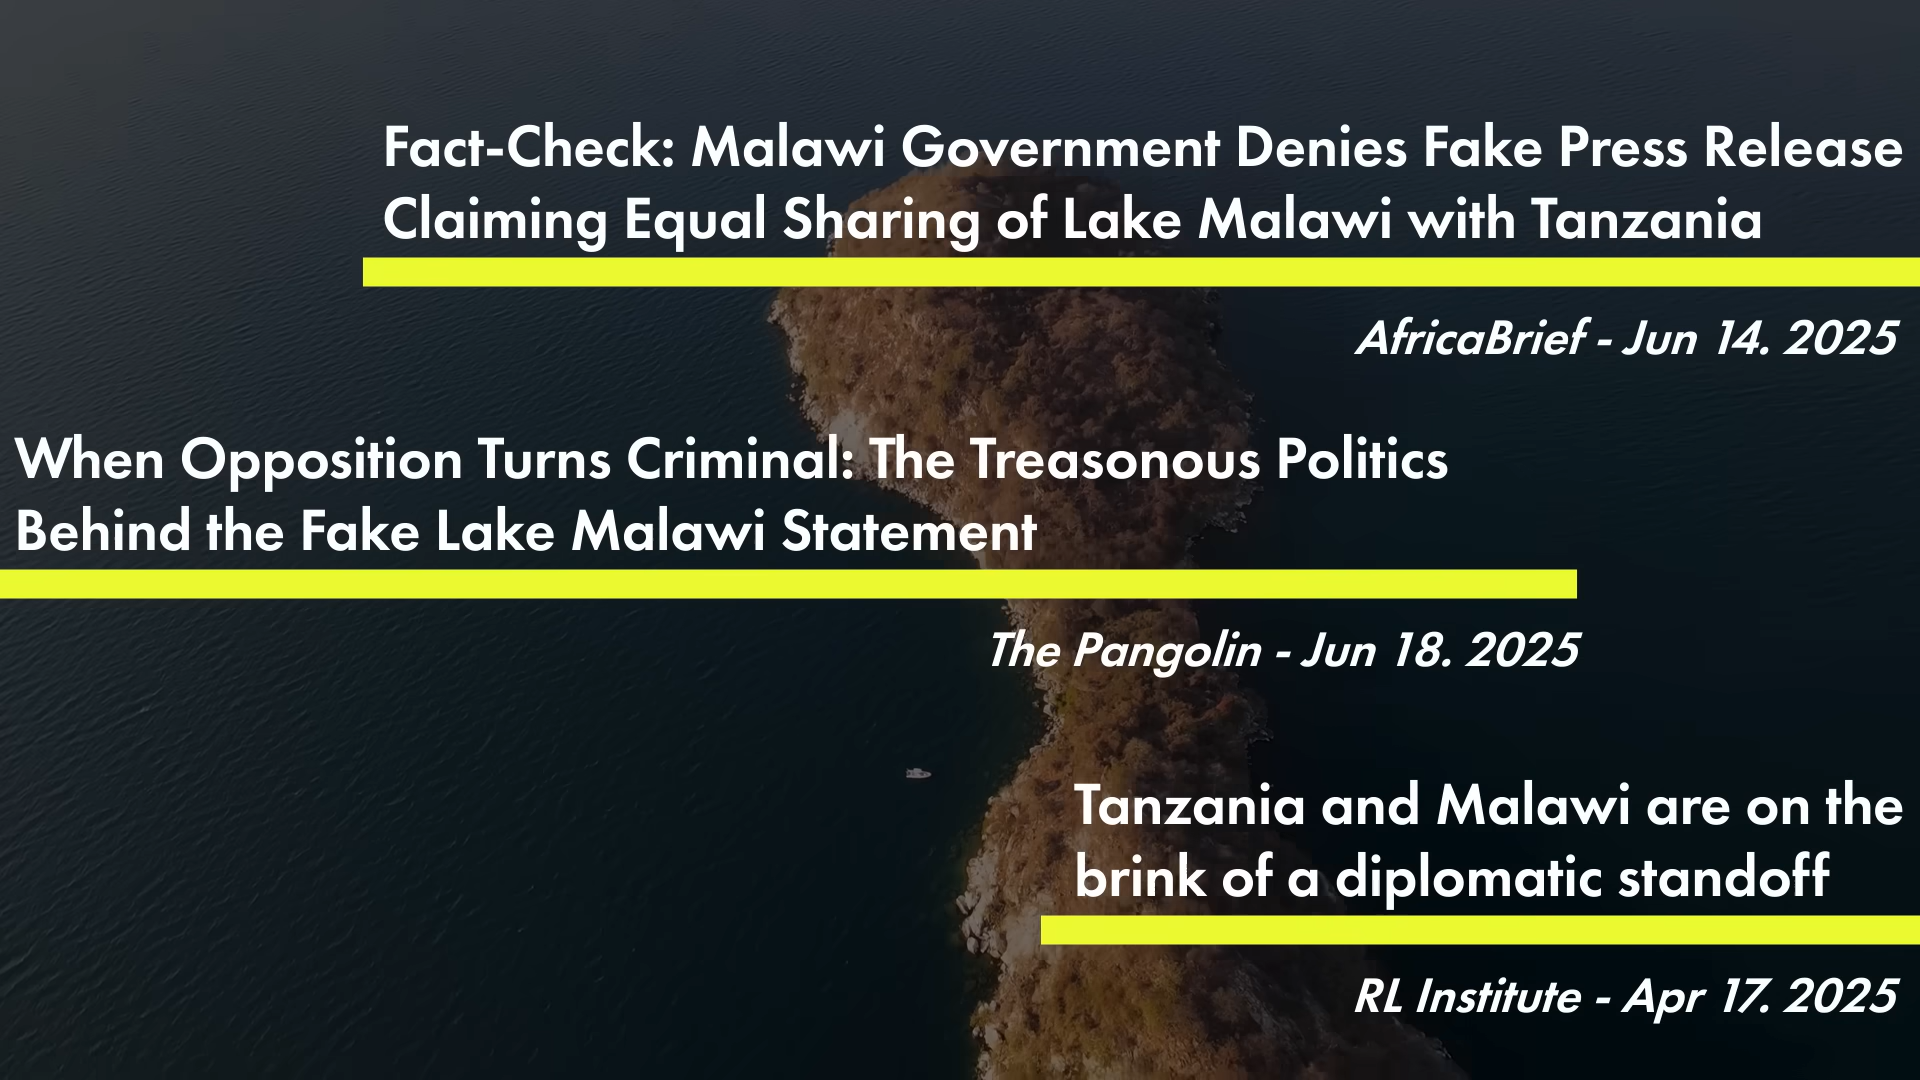 Fact-Check: Malawi Government Denies Fake Press Release
Claiming Equal Sharing of Lake Malawi with Tanzania
AfricaBrief - Jun 14. 2025
When Opposition Turns Criminal: The Treasonous Politics
Behind the Fake Lake Malawi Statement
The Pangolin - Jun 18. 2025
Tanzania and Malawi are on the
brink of a diplomatic standoff
RL Institute - Apr 17. 2025